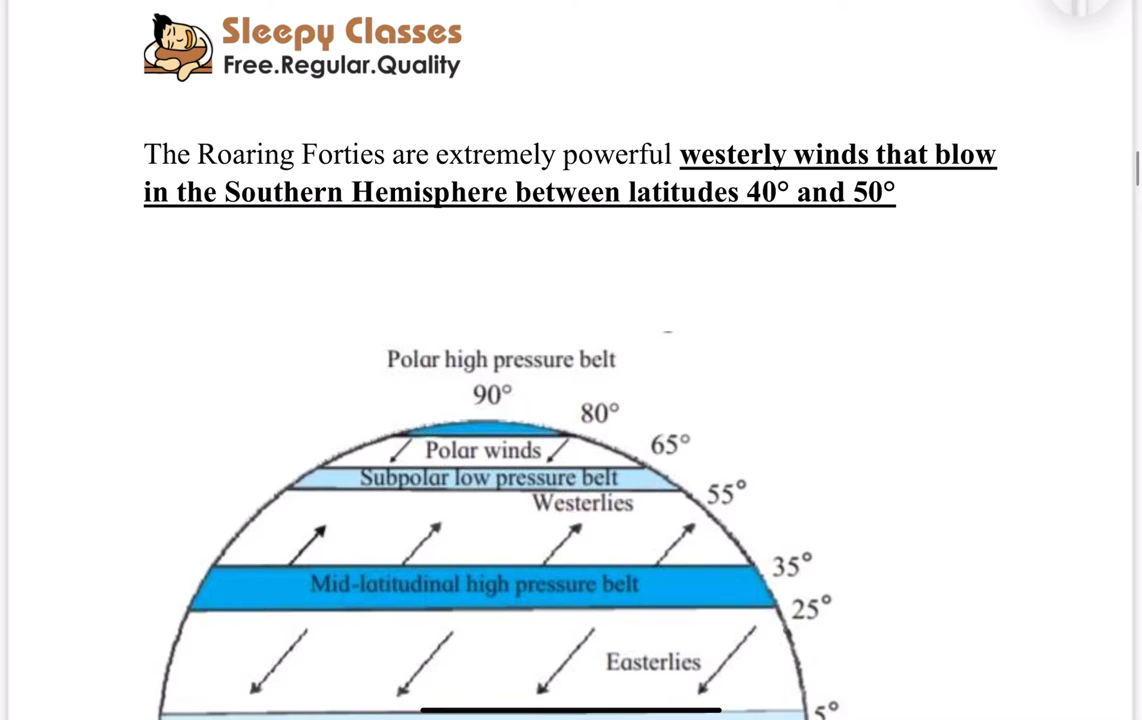 Sleepy Classes
Free.Regular.Quality
The Roaring Forties are extremely powerful westerly winds that blow
in the Southern Hemisphere between latitudes 40° and 50°
Polar high pressure belt
90°
80°
Polar winds
65°
Subpolar low pressure belt
55°
Westerlies
35°
Mid-latitudinal high pressure belt
25°
Easterlies
5°